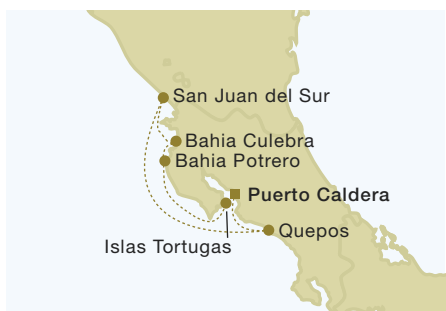 San Juan del Sur
Bahia Culebra
Bahia Potrero
Puerto Caldera
Islas Tortugas
Quepos